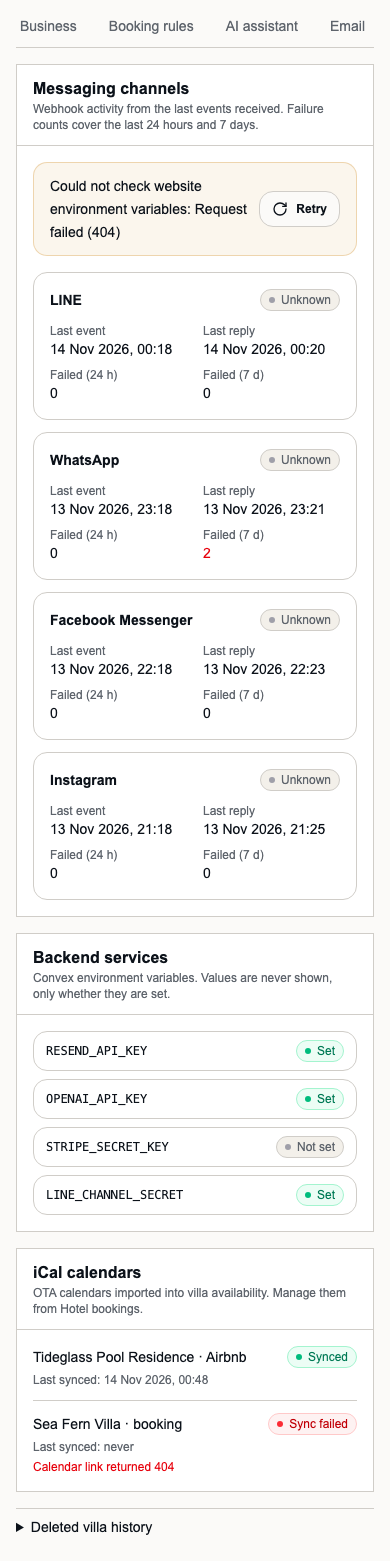 Business Booking rules AI assistant Email
Messaging channels
Webhook activity from the last events received. Failure
counts cover the last 24 hours and 7 days.
Could not check website
environment variables: Request
failed (404)
Retry
LINE
Unknown
Last event Last reply
14 Nov 2026, 00:18 14 Nov 2026, 00:20
Failed (24 h) Failed (7 d)
0 0
WhatsApp
Unknown
Last event Last reply
13 Nov 2026, 23:18 13 Nov 2026, 23:21
Failed (24 h) Failed (7 d)
0 2
Facebook Messenger
Unknown
Last event Last reply
13 Nov 2026, 22:18 13 Nov 2026, 22:23
Failed (24 h) Failed (7 d)
0 0
Instagram
Unknown
Last event Last reply
13 Nov 2026, 21:18 13 Nov 2026, 21:25
Failed (24 h) Failed (7 d)
0 0
Backend services
Convex environment variables. Values are never shown,
only whether they are set.
RESEND_API_KEY Set
OPENAI_API_KEY Set
STRIPE_SECRET_KEY Not set
LINE_CHANNEL_SECRET Set
iCal calendars
OTA calendars imported into villa availability. Manage them
from Hotel bookings.
Tideglass Pool Residence · Airbnb Synced
Last synced: 14 Nov 2026, 00:48
Sea Fern Villa · booking Sync failed
Last synced: never
Calendar link returned 404
Deleted villa history